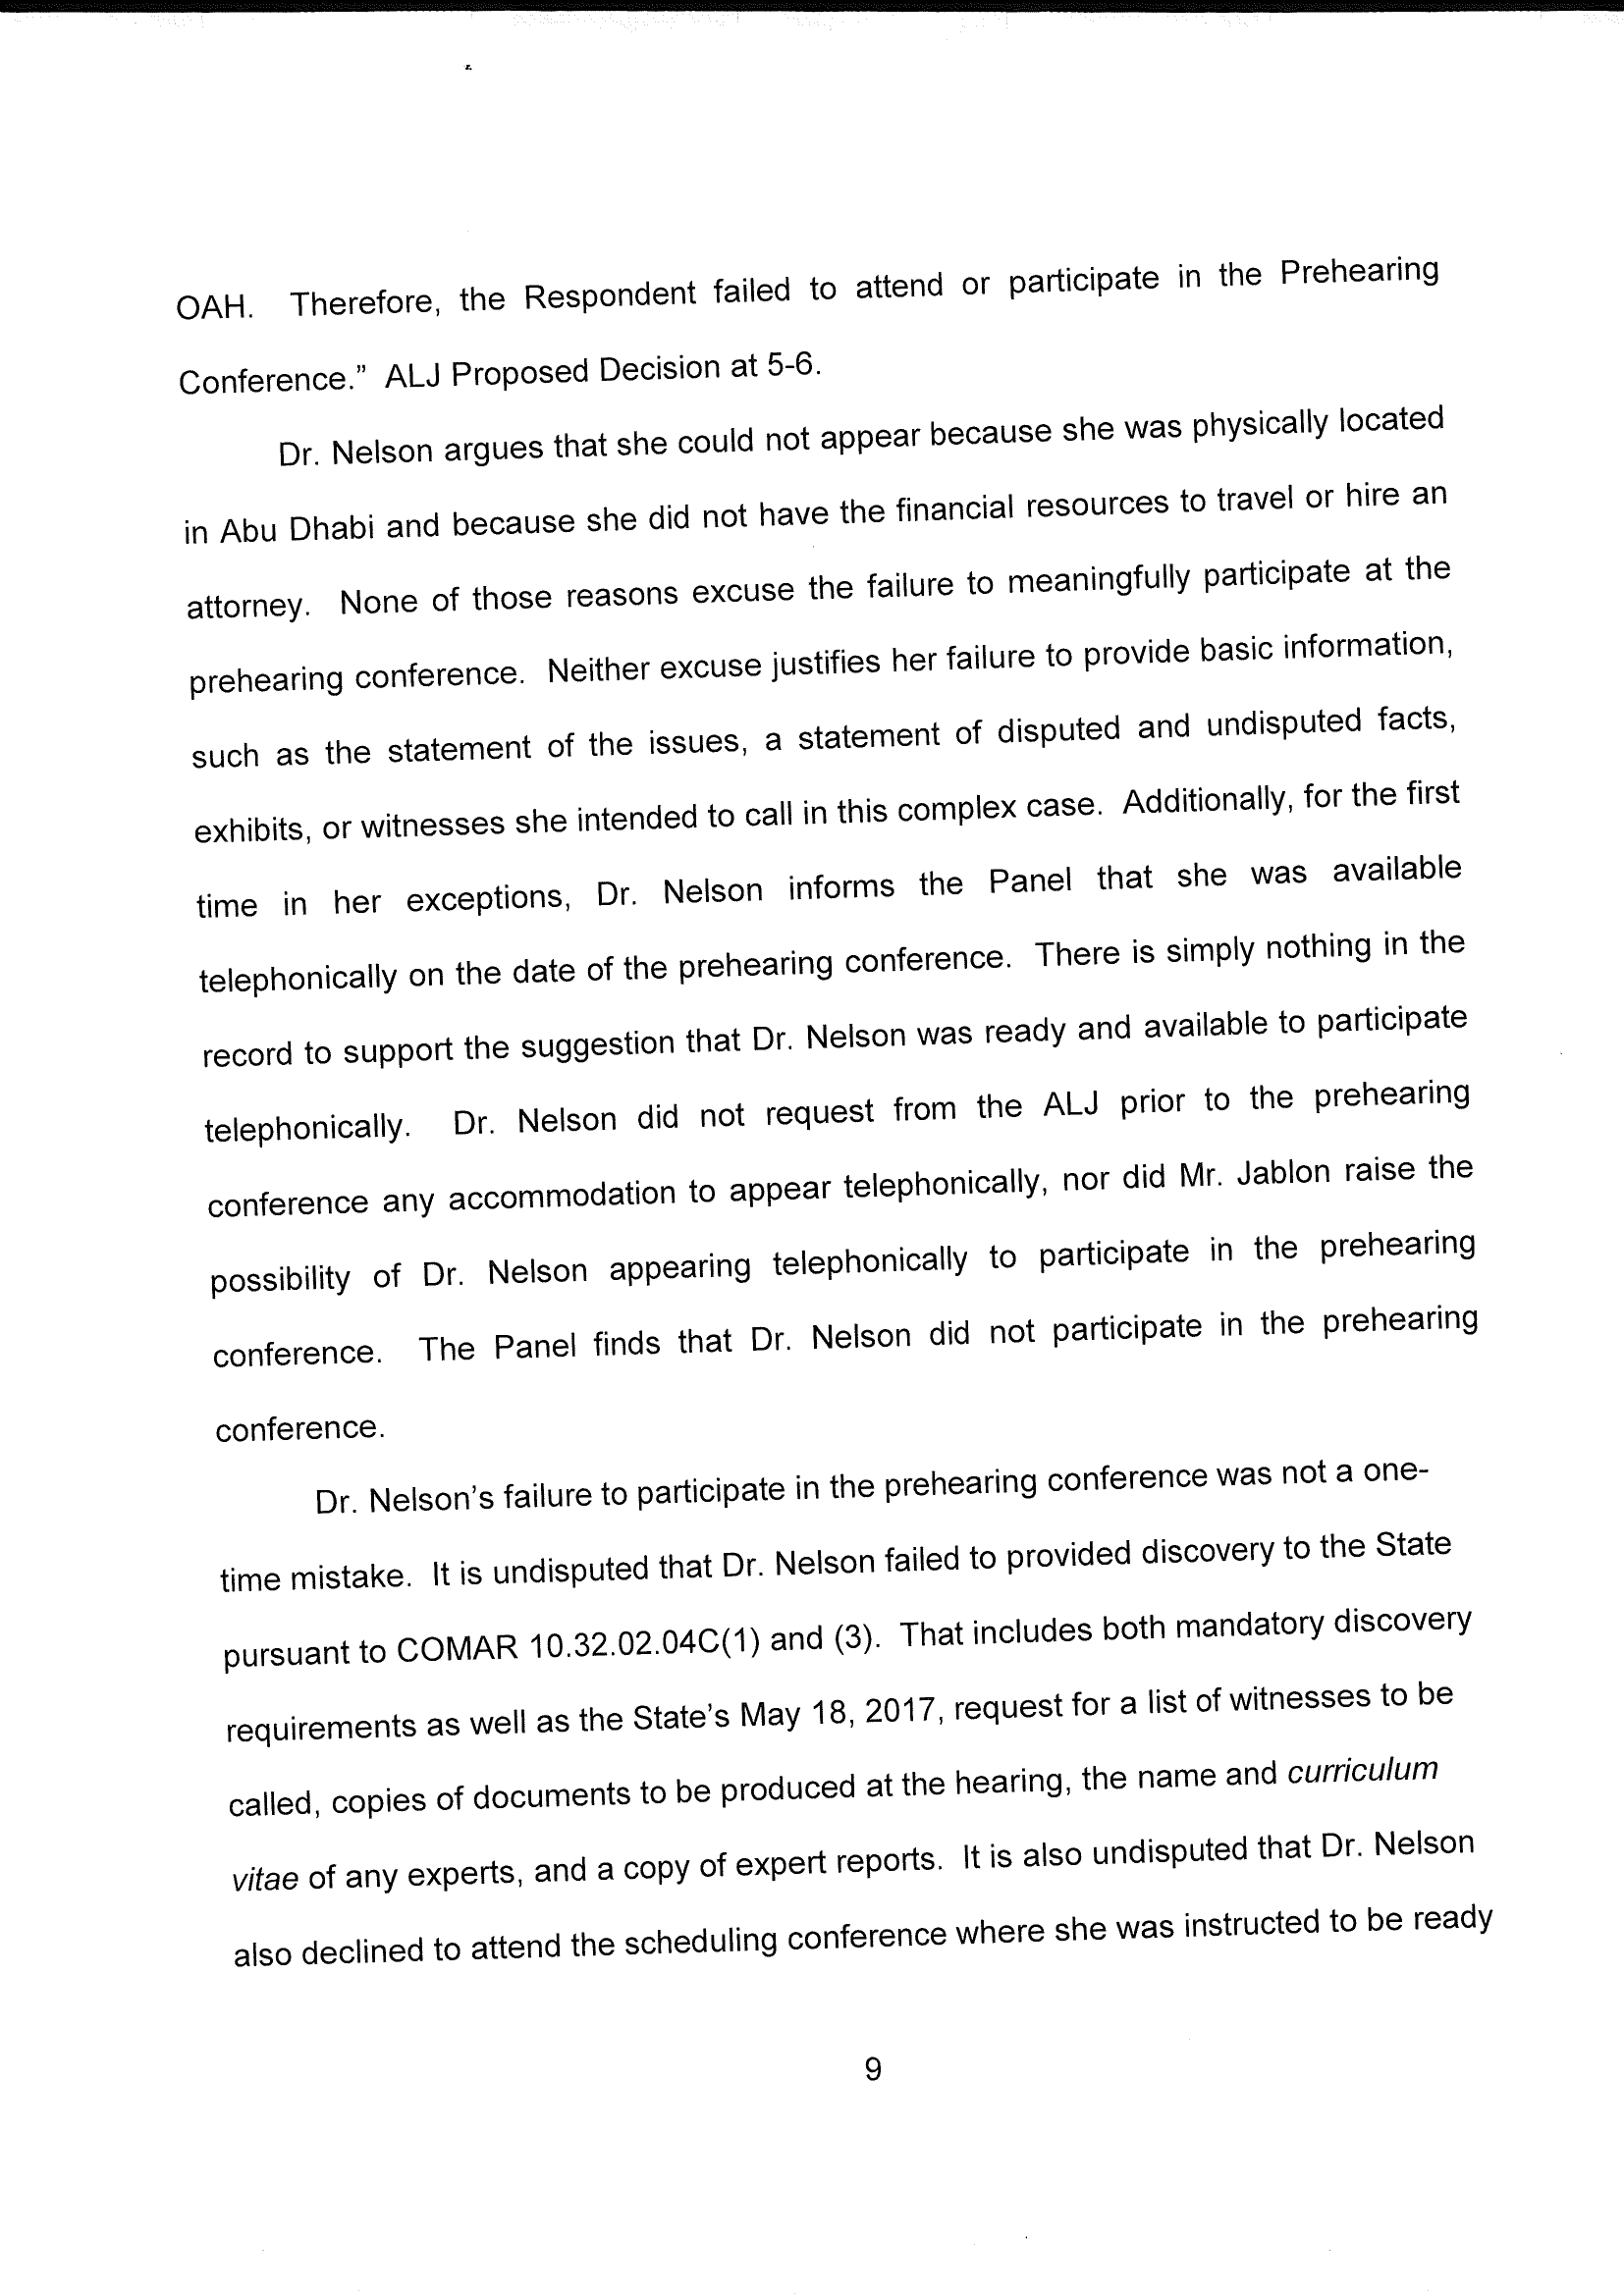 OAH. Therefore, the Respondent failed to attend or participate in the Prehearing
Conference.” ALJ Proposed Decision at 5-6.
Dr. Nelson argues that she could not appear because she was physically located
in Abu Dhabi and because she did not have the financial resources to travel or hire an
attorney. None of those reasons excuse the failure to meaningfully participate at the
prehearing conference. Neither excuse justifies her failure to provide basic information,
such as the statement of the issues, a statement of disputed and undisputed facts,
exhibits, or witnesses she intended to call in this complex case. Additionally, for the first
time in her exceptions, Dr. Nelson informs the Panel that she was available
telephonically on the date of the prehearing conference. There is simply nothing in the
record to support the suggestion that Dr. Nelson was ready and available to participate
telephonically. Dr. Nelson did not request from the ALJ prior to the prehearing
conference any accommodation to appear telephonically, nor did Mr. Jablon raise the
possibility of Dr. Nelson appearing telephonically to participate in the prehearing
conference. The Panel finds that Dr. Nelson did not participate in the prehearing
conference.
Dr. Nelson’s failure to participate in the prehearing conference was not a one-
time mistake. It is undisputed that Dr. Nelson failed to provided discovery to the State
pursuant to COMAR 10.32.02.04C(1) and (3). That includes both mandatory discovery
requirements as well as the State’s May 18, 2017, request for a list of witnesses to be
called, copies of documents to be produced at the hearing, the name and curriculum
vitae of any experts, and a copy of expert reports. It is also undisputed that Dr. Nelson
also declined to attend the scheduling conference where she was instructed to be ready
9